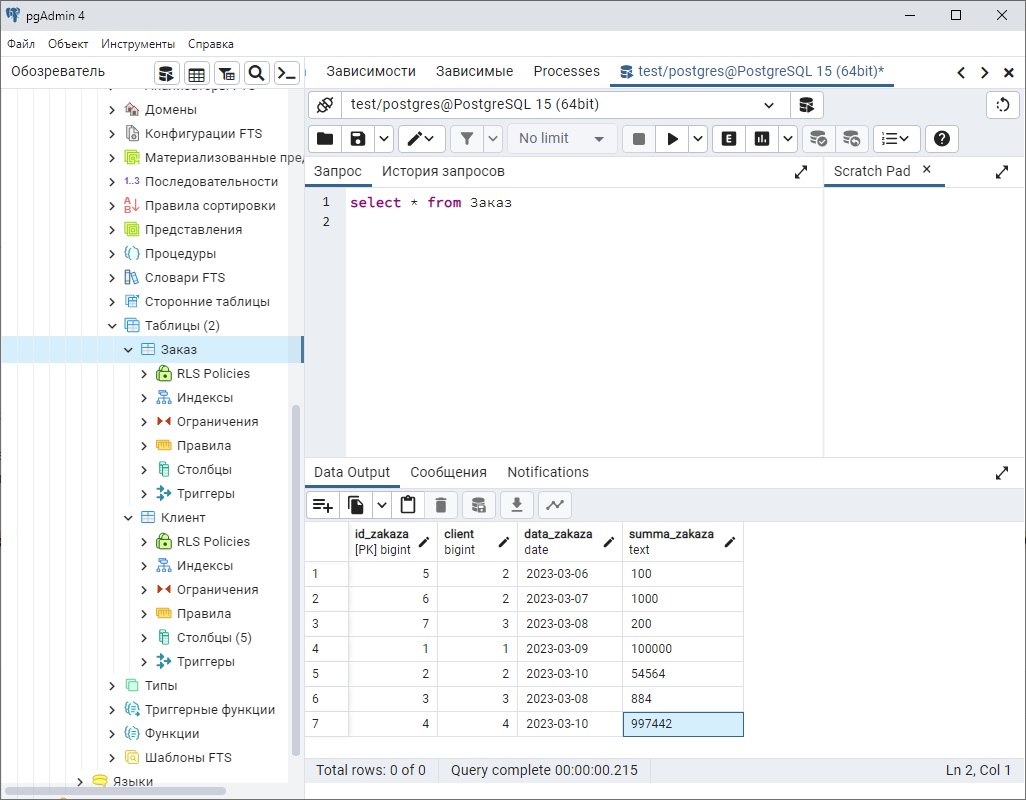 pgAdmin 4
Файл Объект Инструменты Справка
Обозреватель
Зависимости Зависимые Processes test/postgres@PostgreSQL 15 (64bit)*
test/postgres@PostgreSQL 15 (64bit)
No limit
Запрос История запросов
Scratch Pad
1 select * from Заказ
2
Домены
Конфигурации FTS
Материализованные пред
1..3 Последовательности
Правила сортировки
Представления
Процедуры
Словари FTS
Сторонние таблицы
Таблицы (2)
Заказ
RLS Policies
Индексы
Ограничения
Правила
Столбцы
Триггеры
Клиент
RLS Policies
Индексы
Ограничения
Правила
Столбцы (5)
Триггеры
Типы
Триггерные функции
Функции
Шаблоны FTS
Языки
Data Output Сообщения Notifications
id_zakaza client data_zakaza summa_zakaza
[PK] bigint bigint date text
1 5 2 2023-03-06 100
2 6 2 2023-03-07 1000
3 7 3 2023-03-08 200
4 1 1 2023-03-09 100000
5 2 2 2023-03-10 54564
6 3 3 2023-03-08 884
7 4 4 2023-03-10 997442
Total rows: 0 of 0 Query complete 00:00:00.215 Ln 2, Col 1